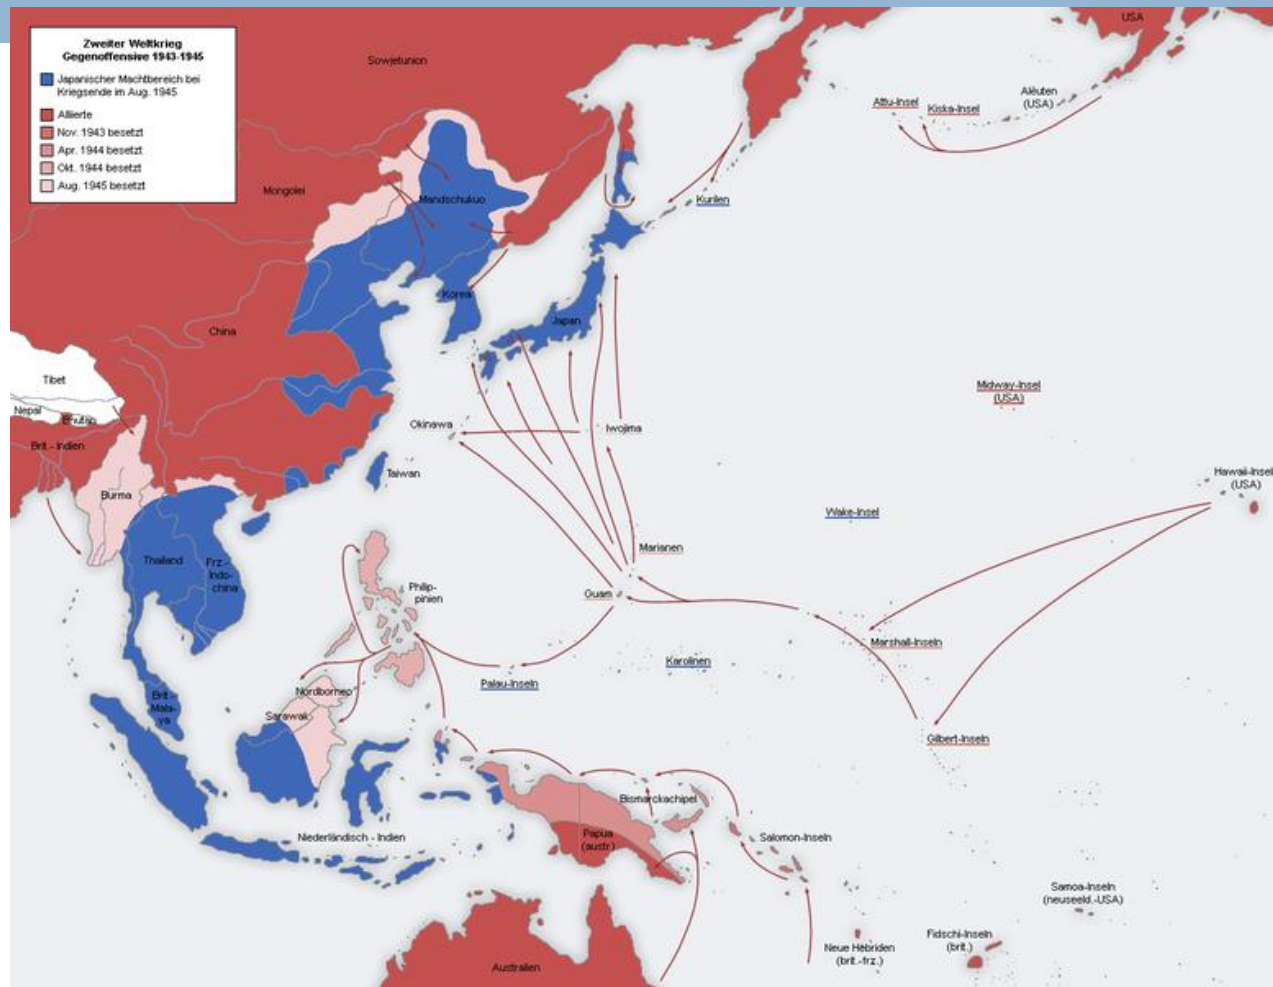 Zweiter Weltkrieg
Gegenoffensive 1943-1945
Japanischer Machtbereich bei
Kriegsende im Aug. 1945
Alliierte
Nov. 1943 besetzt
Apr. 1944 besetzt
Okt. 1944 besetzt
Aug. 1945 besetzt
USA
Sowjetunion
Alëuten
(USA)
Attu-Insel
Kiska-Insel
Mongolei
Mandschukuo
Kurilen
Korea
Japan
China
Tibet
Nepal
Bhutan
Brit.- Indien
Midway-Insel
(USA)
Okinawa
Iwojima
Taiwan
Hawaii-Insel
(USA)
Burma
Wake-Insel
Thailand
Frz.-
Indo-
china
Marianen
Guam
Philip-
pinien
Marshall-Inseln
Karolinen
Palau-Inseln
Nordborneo
Sarawak
Brit.-
Mala-
ya
Gilbert-Inseln
Bismarckachipel
Niederländisch - Indien
Papua
(austr.)
Salomon-Inseln
Samoa-Inseln
(neuseeld.-USA)
Neue Hebriden
(brit.-frz.)
Fidschi-Inseln
(brit.)
Australien